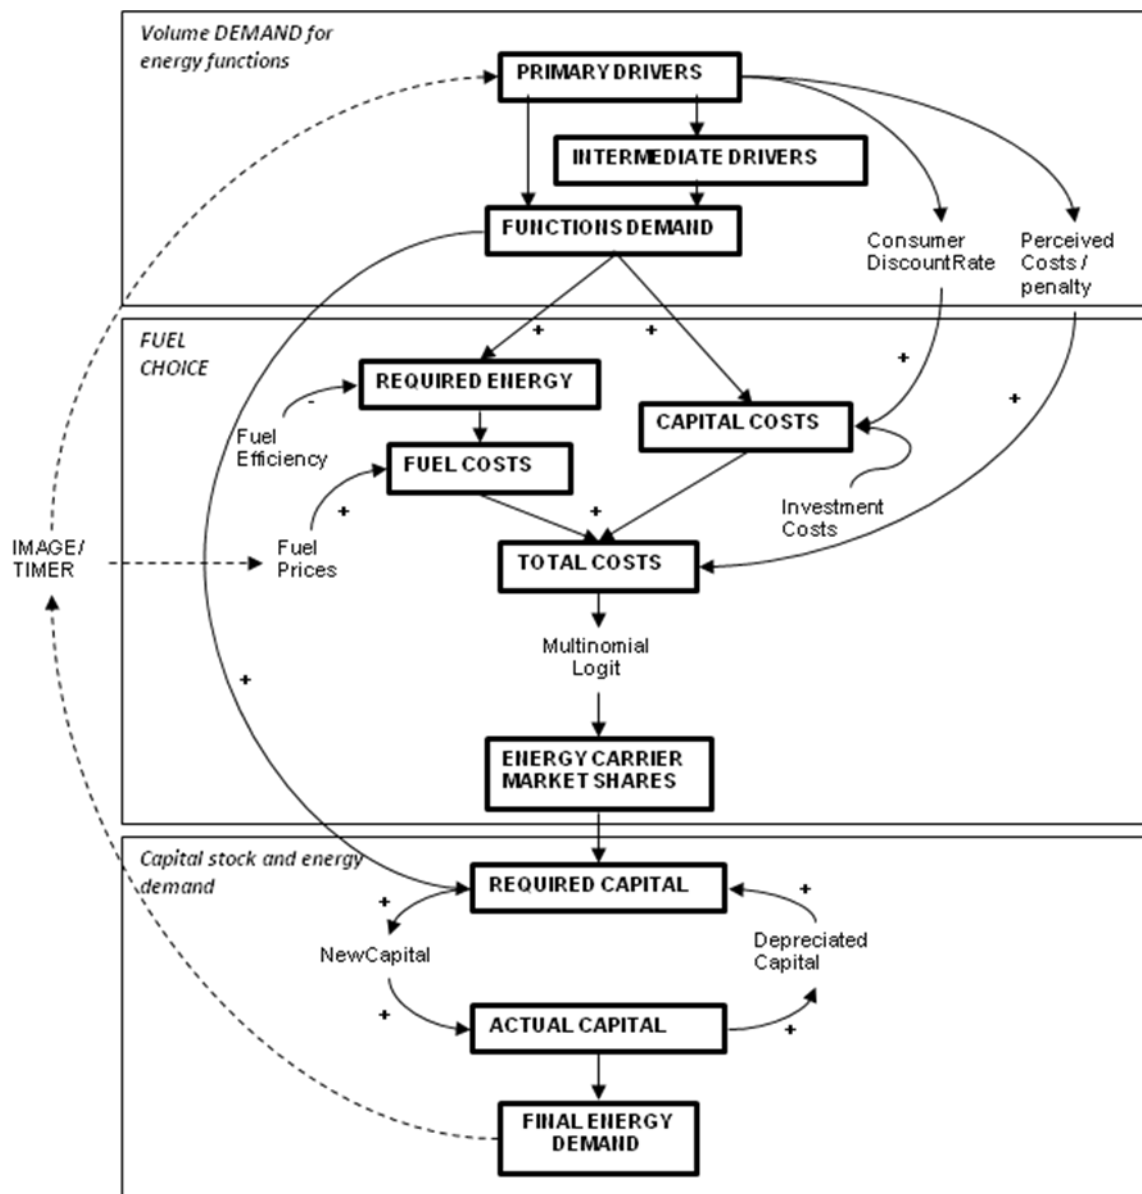 Volume DEMAND for
energy functions
PRIMARY DRIVERS
INTERMEDIATE DRIVERS
FUNCTIONS DEMAND
Consumer
DiscountRate
Perceived
Costs /
penalty
FUEL
CHOICE
+
+
+
+
REQUIRED ENERGY
-
CAPITAL COSTS
Fuel
Efficiency
FUEL COSTS
+
+
Investment
Costs
IMAGE/
TIMER
Fuel
Prices
TOTAL COSTS
Multinomial
Logit
+
ENERGY CARRIER
MARKET SHARES
Capital stock and energy
demand
REQUIRED CAPITAL
+
+
NewCapital
Depreciated
Capital
+
+
ACTUAL CAPITAL
FINAL ENERGY
DEMAND